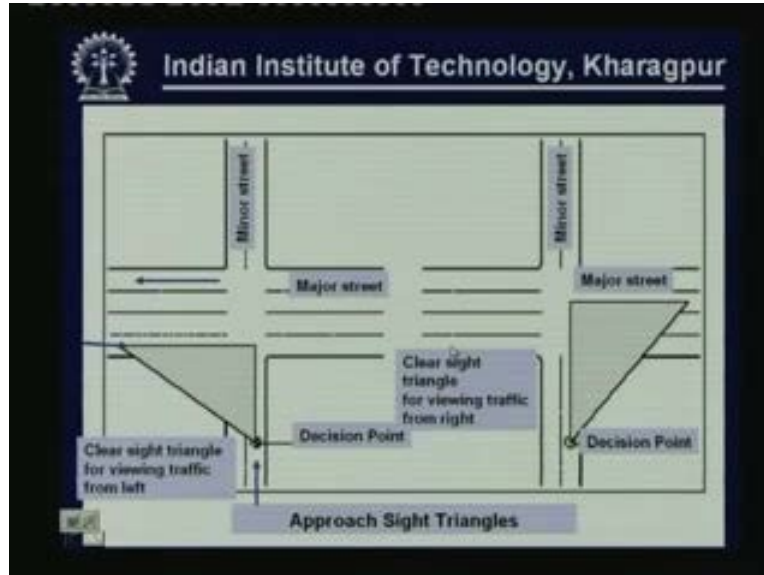 Indian Institute of Technology, Kharagpur
Minor street
Minor street
Major street
Major street
Clear sight
triangle
for viewing traffic
from right
Decision Point
Decision Point
Clear sight triangle
for viewing traffic
from left
Approach Sight Triangles